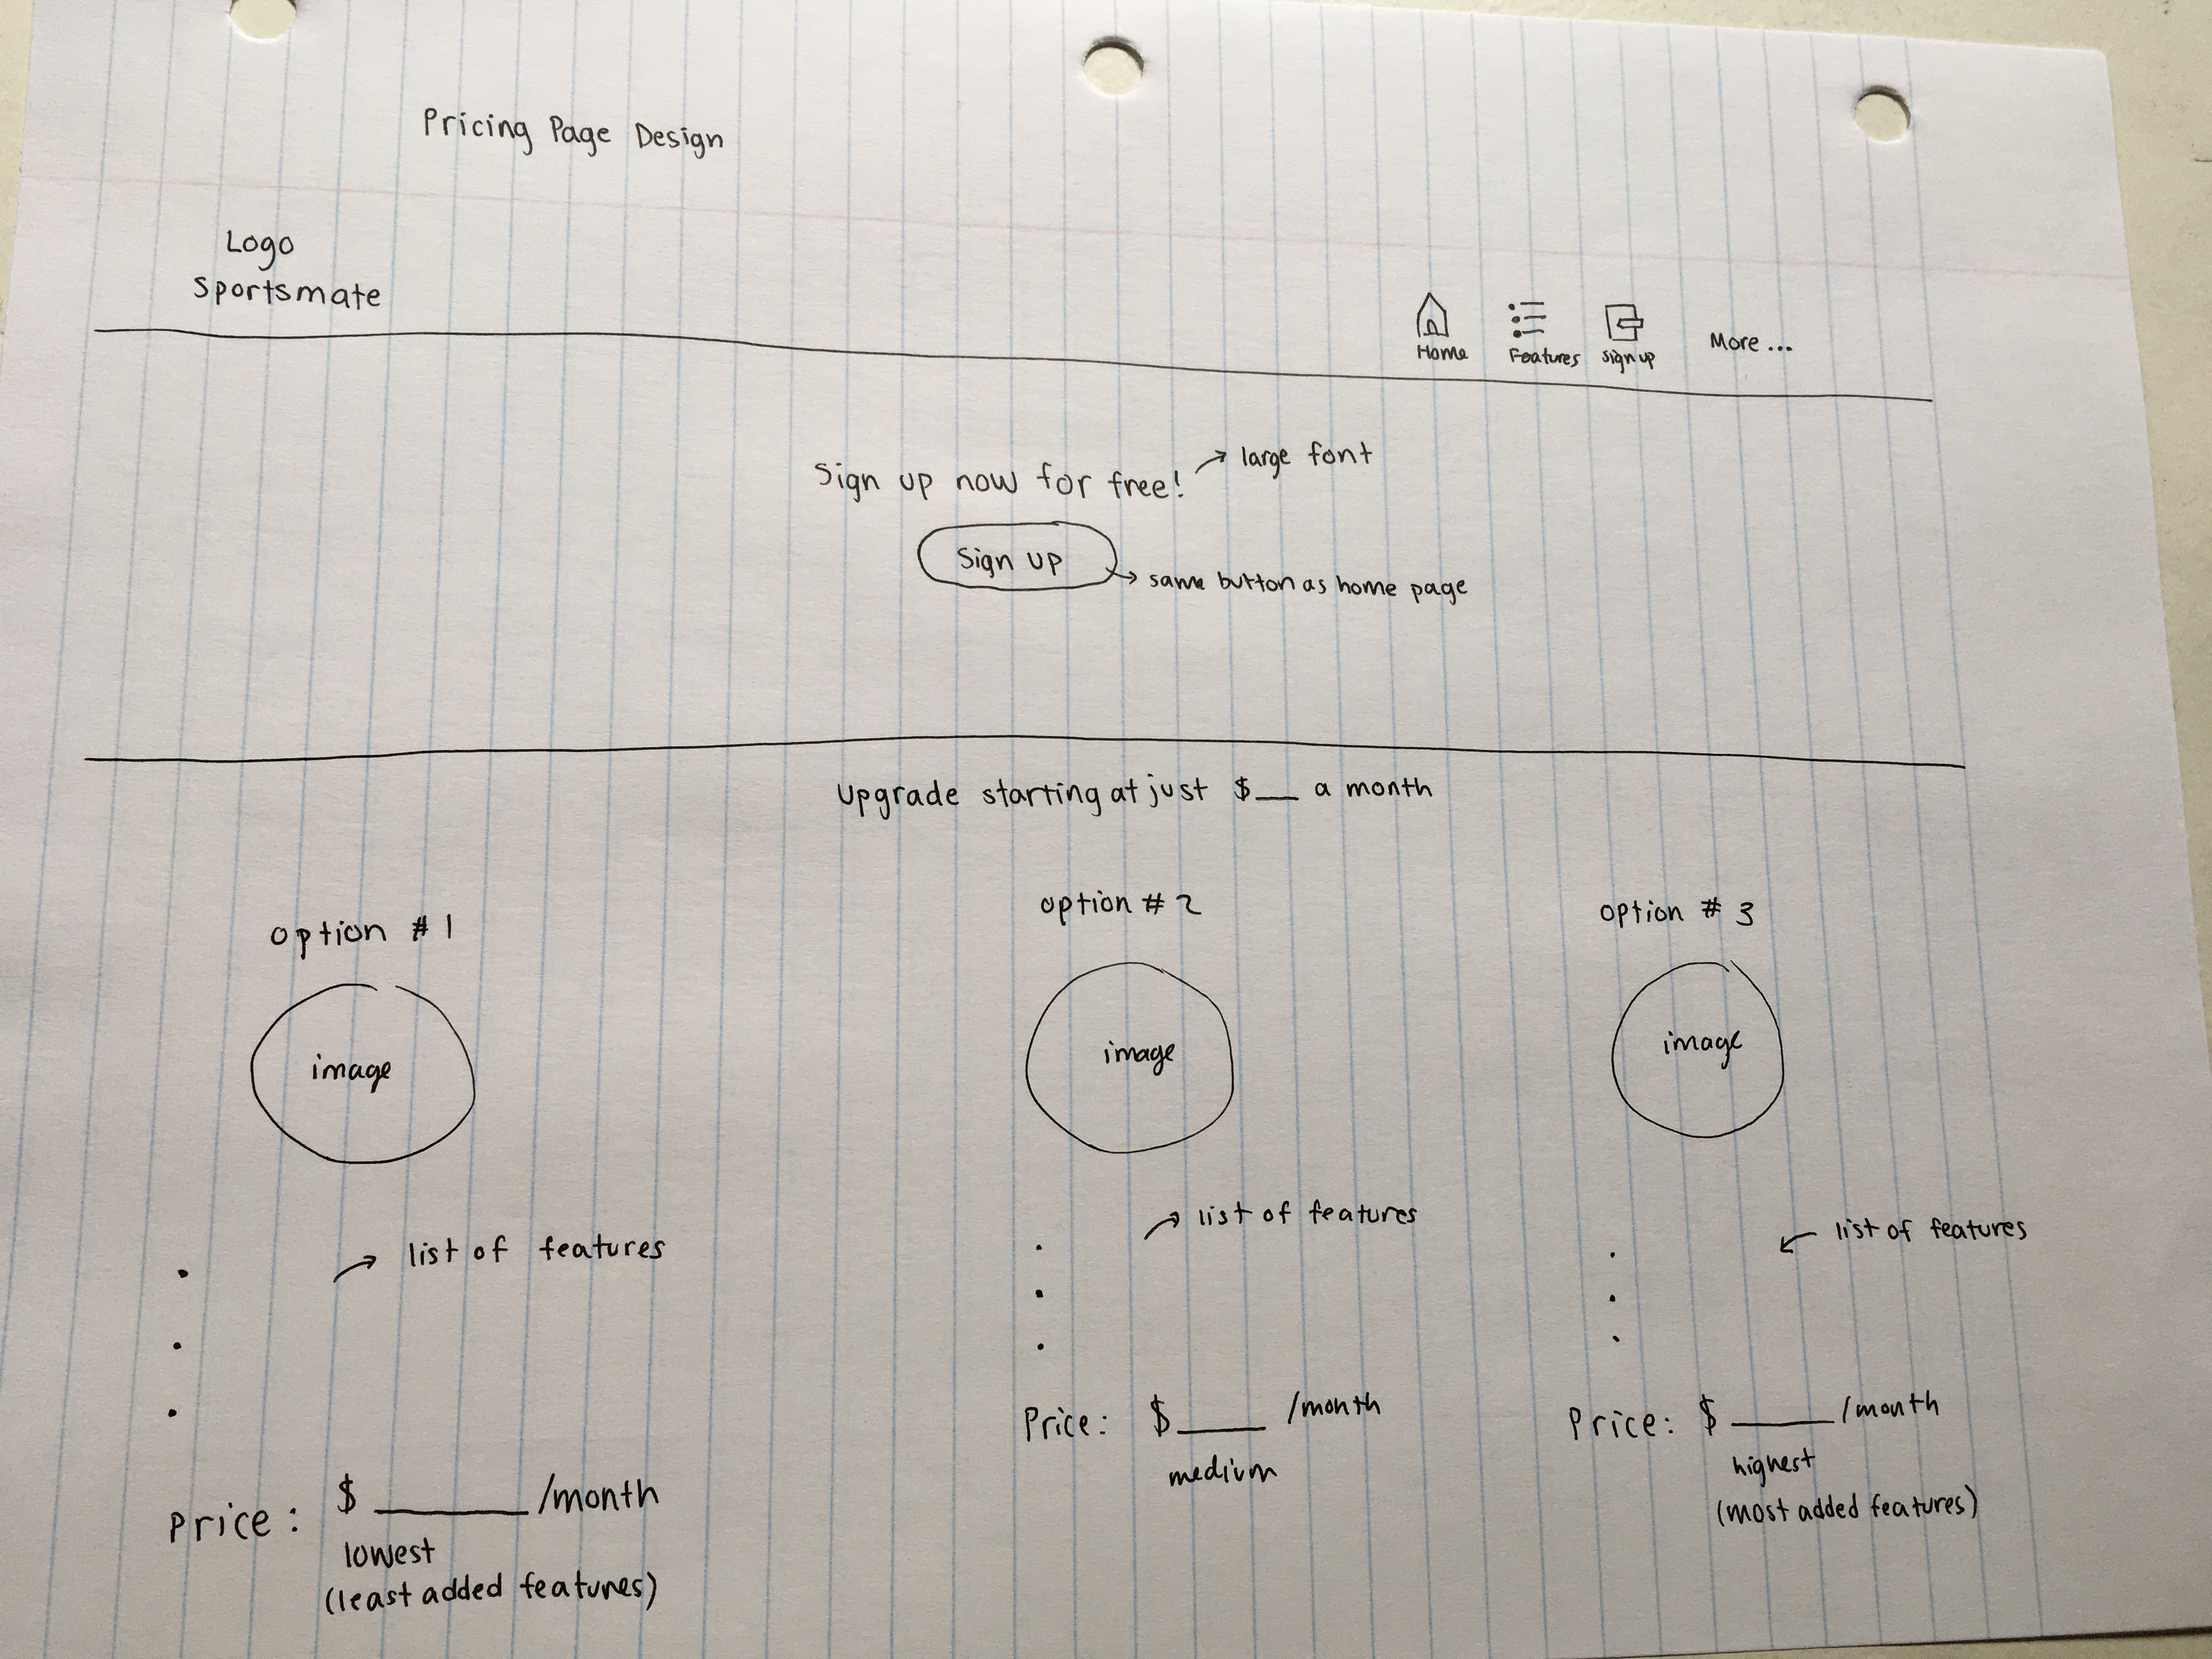 Pricing Page Design
Logo
Sportsmate
Home
Features
Sign up
More ...
Sign up now for free!
large font
Sign up
same button as home page
Upgrade starting at just $__ a month
option #1
option #2
option #3
image
image
image
list of features
list of features
list of features
Price: $ ____ /month
lowest
(least added features)
Price: $ ____ /month
medium
Price: $ ____ /month
highest
(most added features)